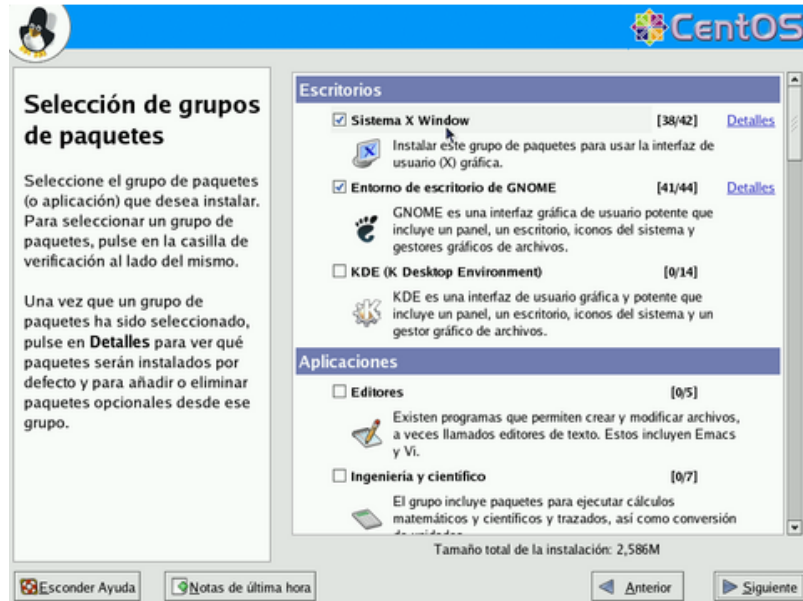 CentOS
Selección de grupos
de paquetes
Seleccione el grupo de paquetes
(o aplicación) que desea instalar.
Para seleccionar un grupo de
paquetes, pulse en la casilla de
verificación al lado del mismo.
Una vez que un grupo de
paquetes ha sido seleccionado,
pulse en Detalles para ver qué
paquetes serán instalados por
defecto y para añadir o eliminar
paquetes opcionales desde ese
grupo.
Escritorios
Sistema X Window [38/42] Detalles
Instalar este grupo de paquetes para usar la interfaz de
usuario (X) gráfica.
Entorno de escritorio de GNOME [41/44] Detalles
GNOME es una interfaz gráfica de usuario potente que
incluye un panel, un escritorio, iconos del sistema y
gestores gráficos de archivos.
KDE (K Desktop Environment) [0/14]
KDE es una interfaz de usuario gráfica y potente que
incluye un panel, un escritorio, iconos del sistema y un
gestor gráfico de archivos.
Aplicaciones
Editores [0/5]
Existen programas que permiten crear y modificar archivos,
a veces llamados editores de texto. Estos incluyen Emacs
y Vi.
Ingeniería y científico [0/7]
El grupo incluye paquetes para ejecutar cálculos
matemáticos y científicos y trazados, así como conversión
Tamaño total de la instalación: 2,586M
Esconder Ayuda Notas de última hora Anterior Siguiente